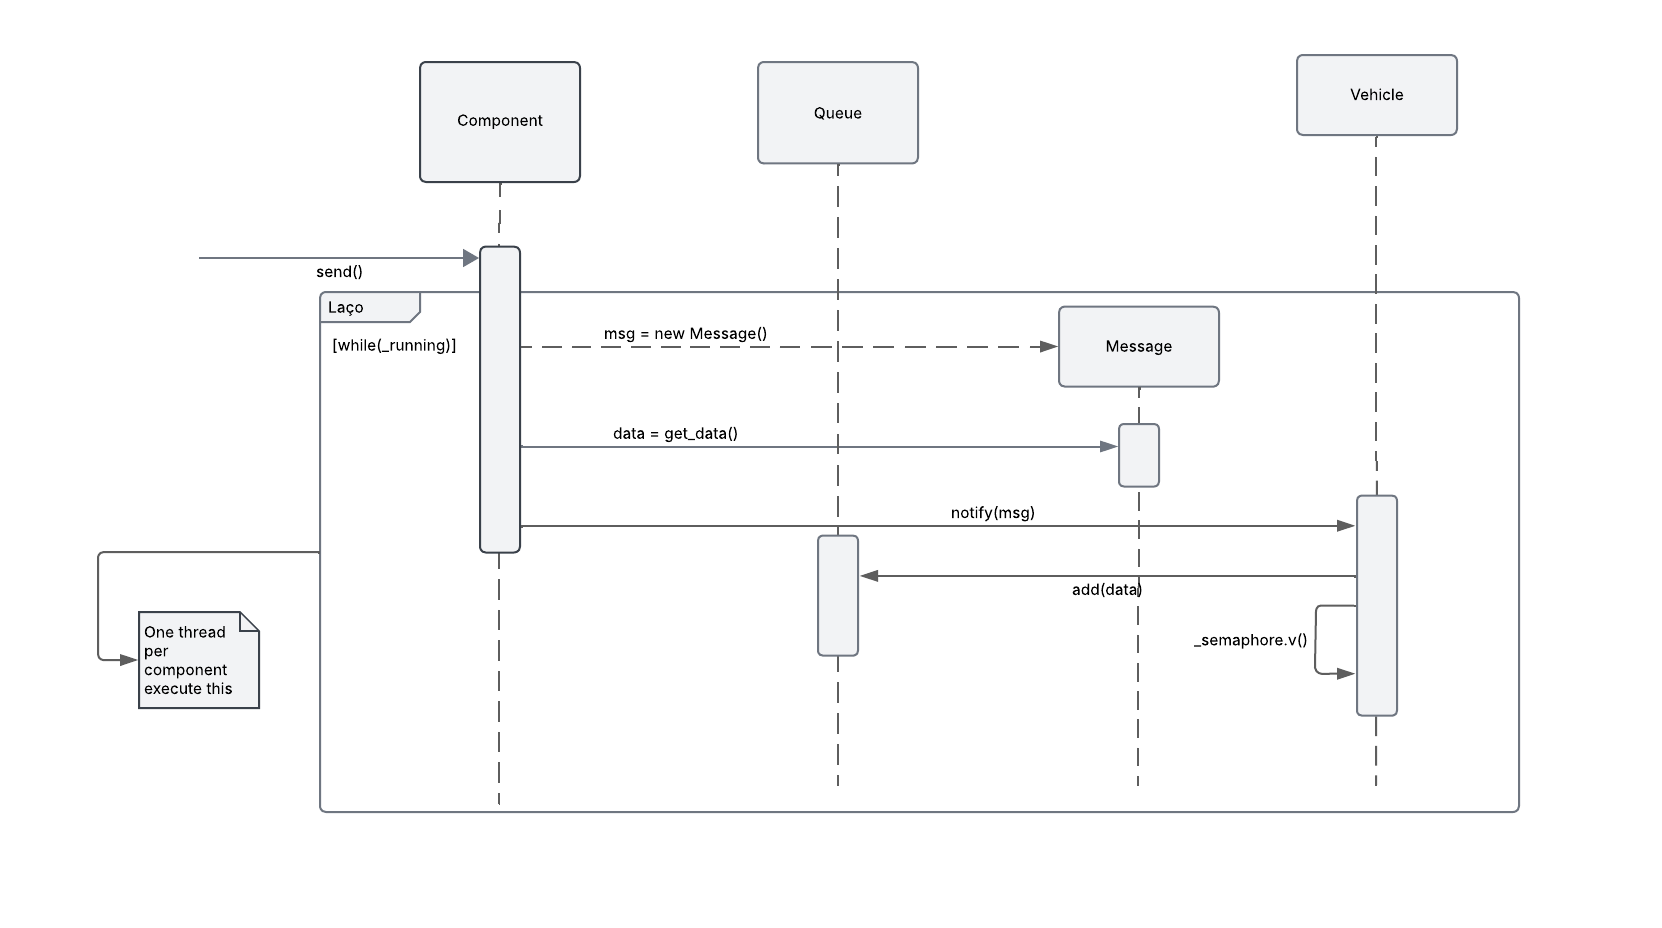 Vehicle
Queue
Component
send()
Laço
msg = new Message()
[while(_running)]
Message
data = get_data()
notify(msg)
add(data)
_semaphore.v()
One thread
per
component
execute this